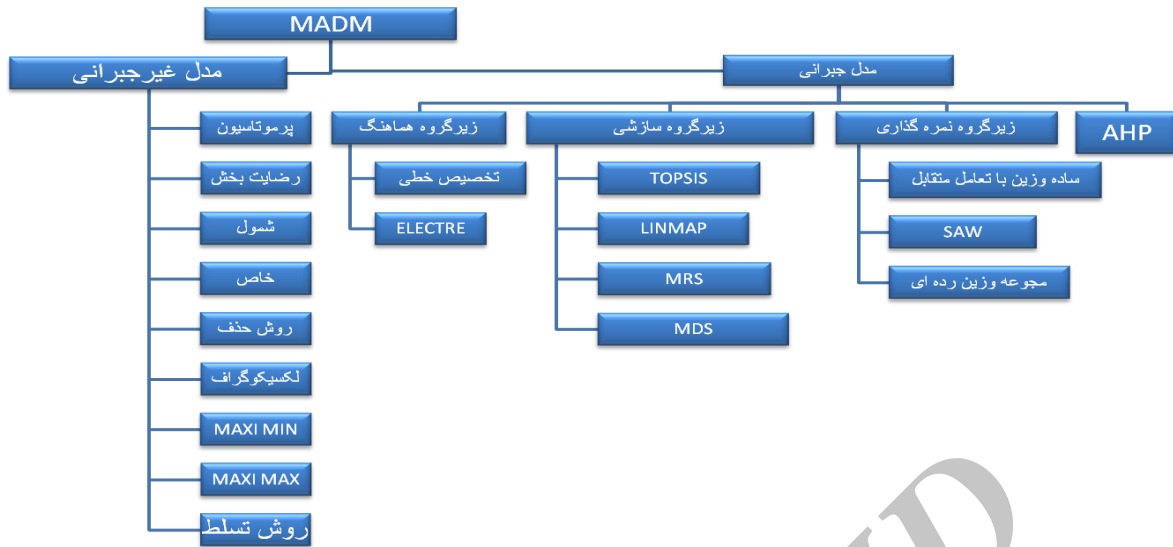 MADM
مدل جبرانی
مدل غیرجبرانی
AHP
زیرگروه نمره گذاری
ساده وزین با تعامل متقابل
SAW
مجوعه وزین رده ای
زیرگروه سازشی
TOPSIS
LINMAP
MRS
MDS
زیرگروه هماهنگ
تخصیص خطی
ELECTRE
پرموتاسیون
رضایت بخش
شمول
خاص
روش حذف
لکسیکوگراف
MAXI MIN
MAXI MAX
روش تسلط